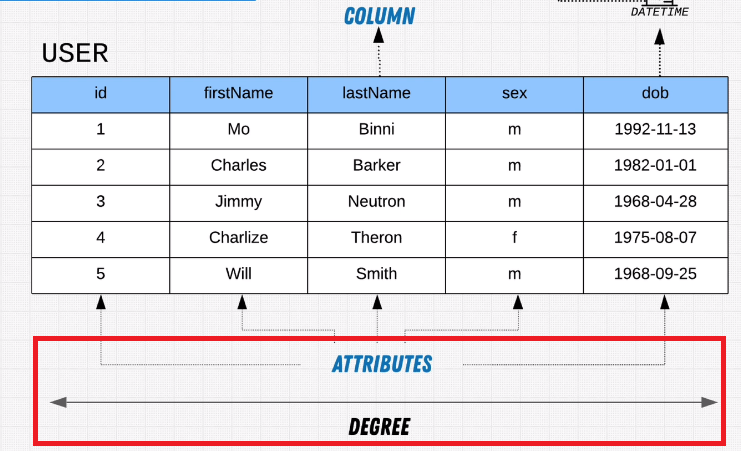 COLUMN
DATETIME
USER
id firstName lastName sex dob
1 Mo Binni m 1992-11-13
2 Charles Barker m 1982-01-01
3 Jimmy Neutron m 1968-04-28
4 Charlize Theron f 1975-08-07
5 Will Smith m 1968-09-25
ATTRIBUTES
DEGREE